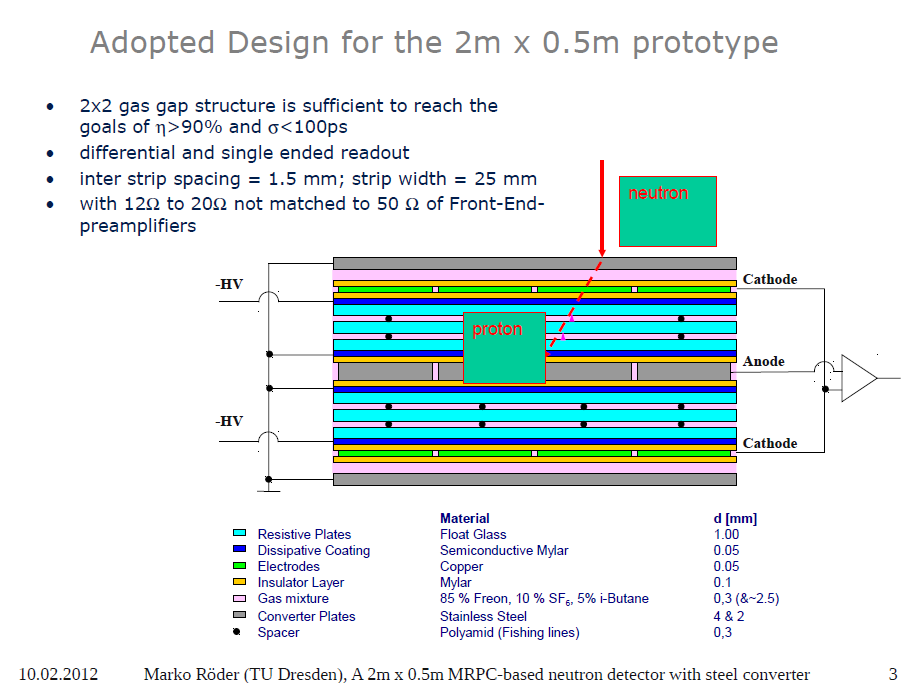 Adopted Design for the 2m x 0.5m prototype
• 2x2 gas gap structure is sufficient to reach the
goals of η>90% and σ<100ps
• differential and single ended readout
• inter strip spacing = 1.5 mm; strip width = 25 mm
• with 12Ω to 20Ω not matched to 50 Ω of Front-End-
preamplifiers
neutron
-HV
Cathode
proton
Anode
-HV
Cathode
Material d [mm]
Resistive Plates Float Glass 1.00
Dissipative Coating Semiconductive Mylar 0.05
Electrodes Copper 0.05
Insulator Layer Mylar 0.1
Gas mixture 85 % Freon, 10 % SF₆, 5% i-Butane 0,3 (&~2.5)
Converter Plates Stainless Steel 4 & 2
Spacer Polyamid (Fishing lines) 0,3
10.02.2012 Marko Röder (TU Dresden), A 2m x 0.5m MRPC-based neutron detector with steel converter 3